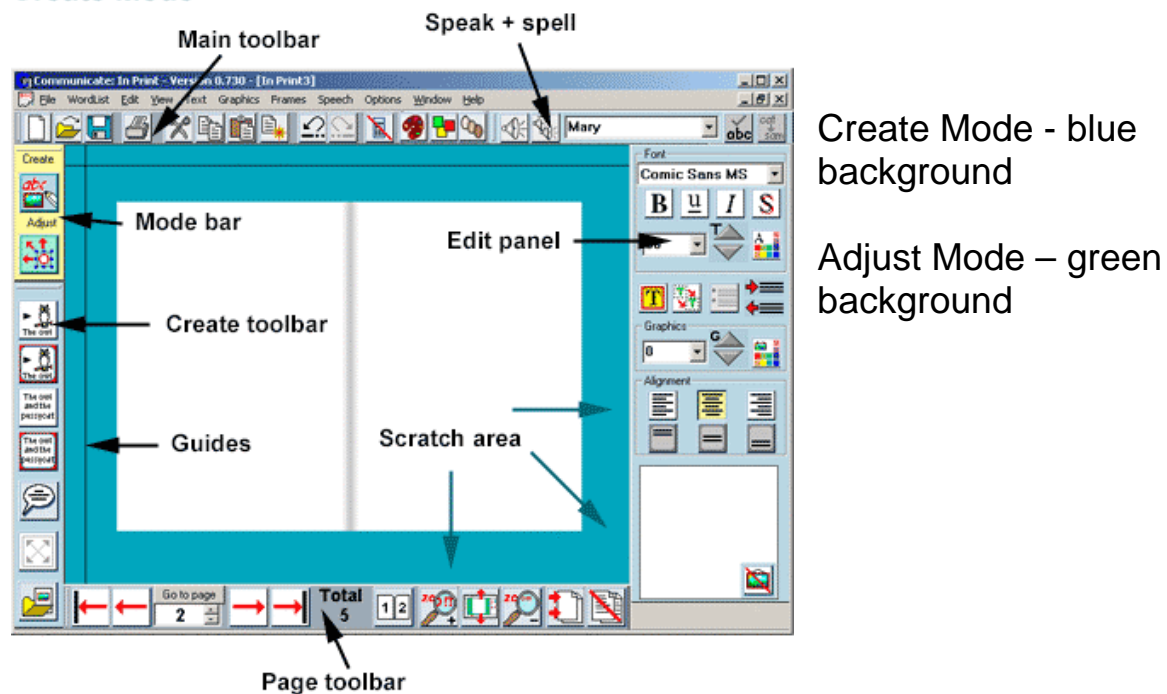 Main toolbar
Speak + spell
Communicate: In Print - Version 0.730 - [In Print3]
File WordList Edit View Text Graphics Frames Speech Options Window Help
Mary
abc
Create
abc
Adjust
Mode bar
The owl
Create toolbar
The owl
The owl
and the
pussycat
The owl
and the
pussycat
Guides
Font
Comic Sans MS
B u I S
Edit panel
T
A
T
Graphics
0
G
Alignment
Scratch area
Go to page
2
Total
5
1 2
Page toolbar
Create Mode - blue
background
Adjust Mode – green
background